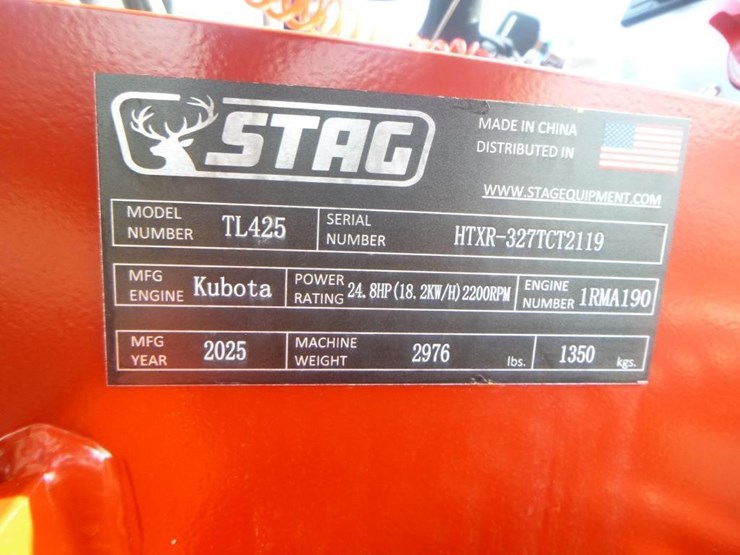 STAG
MADE IN CHINA
DISTRIBUTED IN
WWW.STAGEQUIPMENT.COM
MODEL NUMBER TL425 SERIAL NUMBER HTXR-327TCT2119
MFG ENGINE Kubota POWER RATING 24.8HP(18.2KW/H)2200RPM ENGINE NUMBER 1RMA190
MFG YEAR 2025 MACHINE WEIGHT 2976 lbs. 1350 kgs.